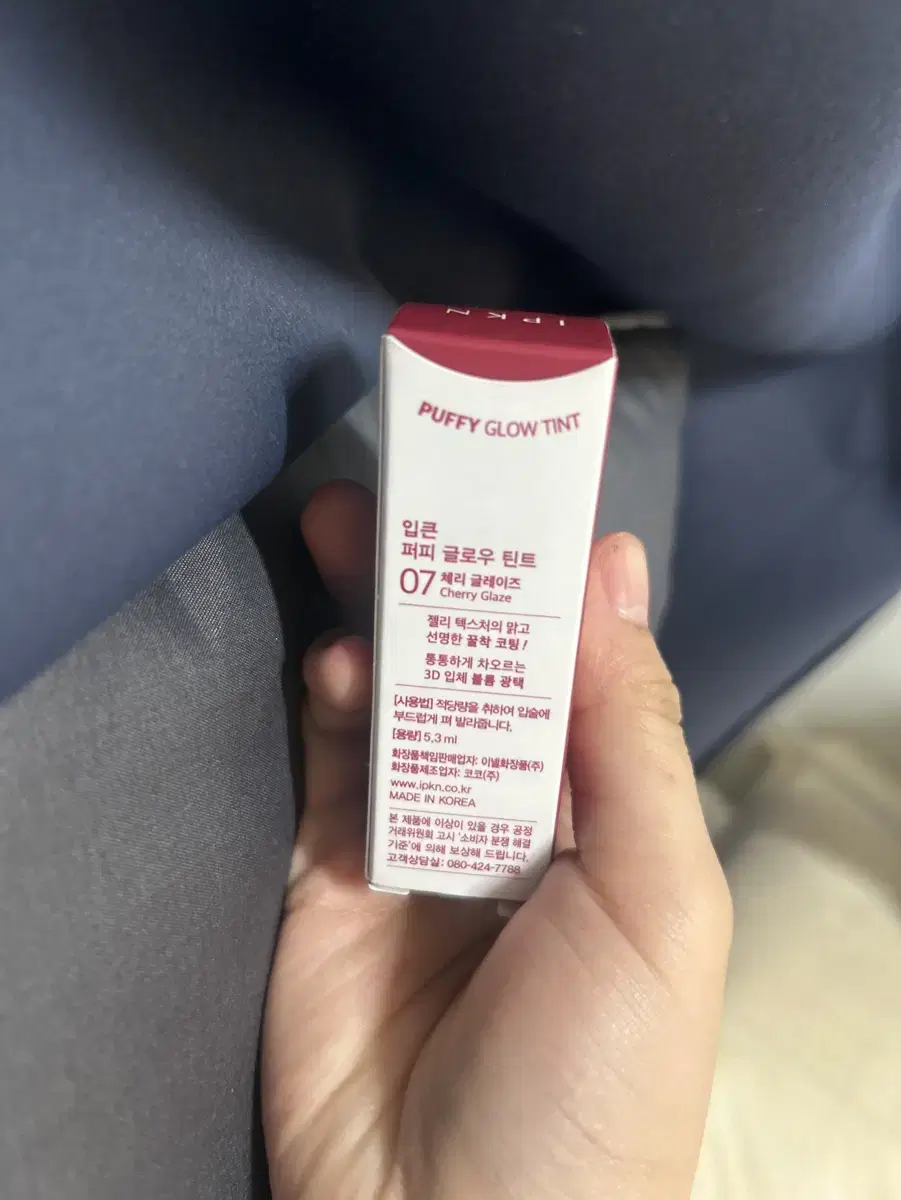 IPKN
PUFFY GLOW TINT
입큰
퍼피 글로우 틴트
07 체리 글레이즈
Cherry Glaze
젤리 텍스처의 맑고
선명한 꿀착 코팅!
통통하게 차오르는
3D 입체 볼륨 광택
[사용법] 적당량을 취하여 입술에
부드럽게 펴 발라줍니다.
[용량] 5.3 ml
화장품책임판매업자: 이넬화장품(주)
화장품제조업자: 코코(주)
www.ipkn.co.kr
MADE IN KOREA
본 제품에 이상이 있을 경우 공정
거래위원회 고시 '소비자 분쟁 해결
기준'에 의해 보상해 드립니다.
고객상담실: 080-424-7788